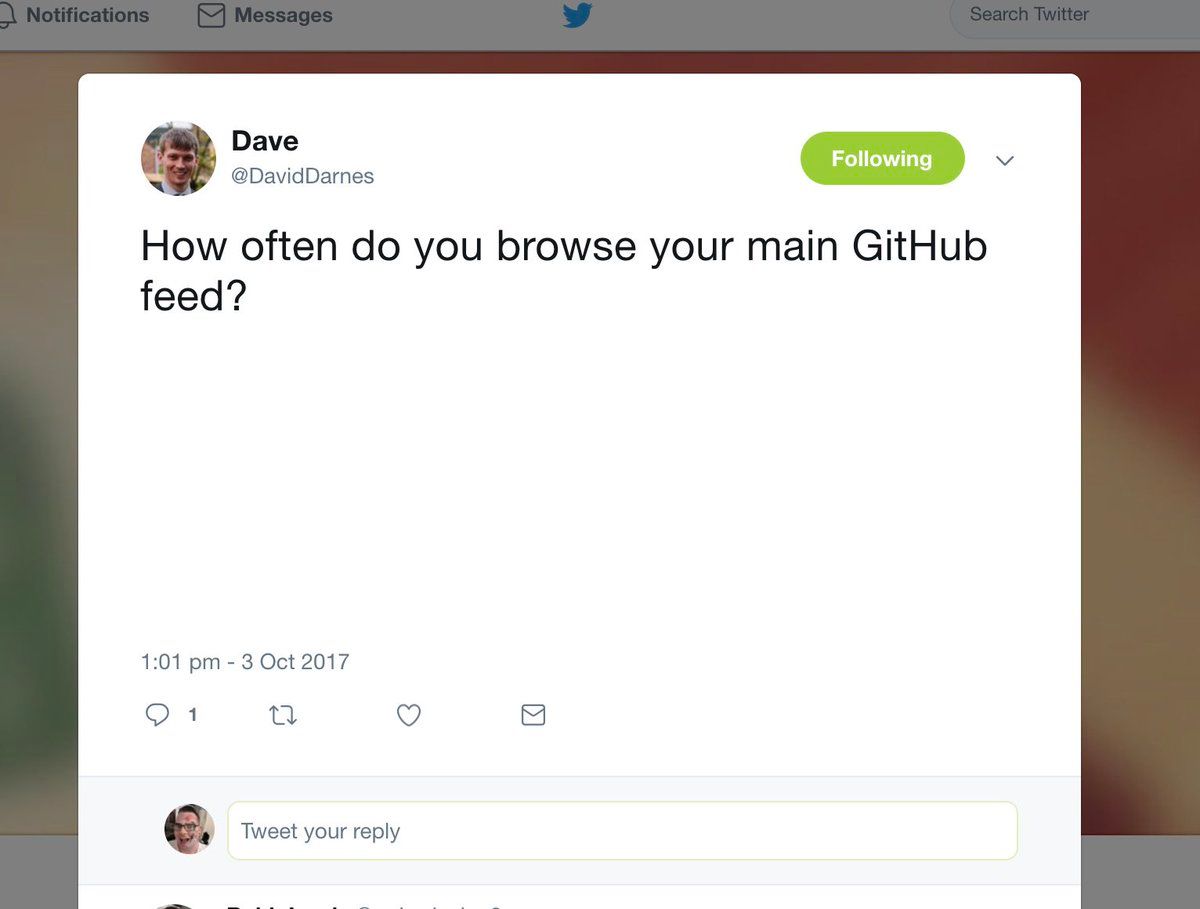 Notifications
Messages
Search Twitter
Dave
@DavidDarnes
Following
How often do you browse your main GitHub
feed?
1:01 pm - 3 Oct 2017
1
Tweet your reply